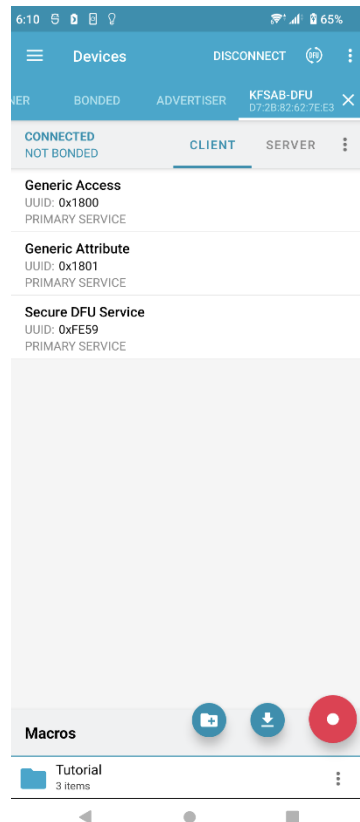 6:10 65%
Devices DISCONNECT DFU
NER BONDED ADVERTISER KFSAB-DFU
D7:2B:82:62:7E:E3
CONNECTED
NOT BONDED
CLIENT SERVER
Generic Access
UUID: 0x1800
PRIMARY SERVICE
Generic Attribute
UUID: 0x1801
PRIMARY SERVICE
Secure DFU Service
UUID: 0xFE59
PRIMARY SERVICE
Macros
Tutorial
3 items